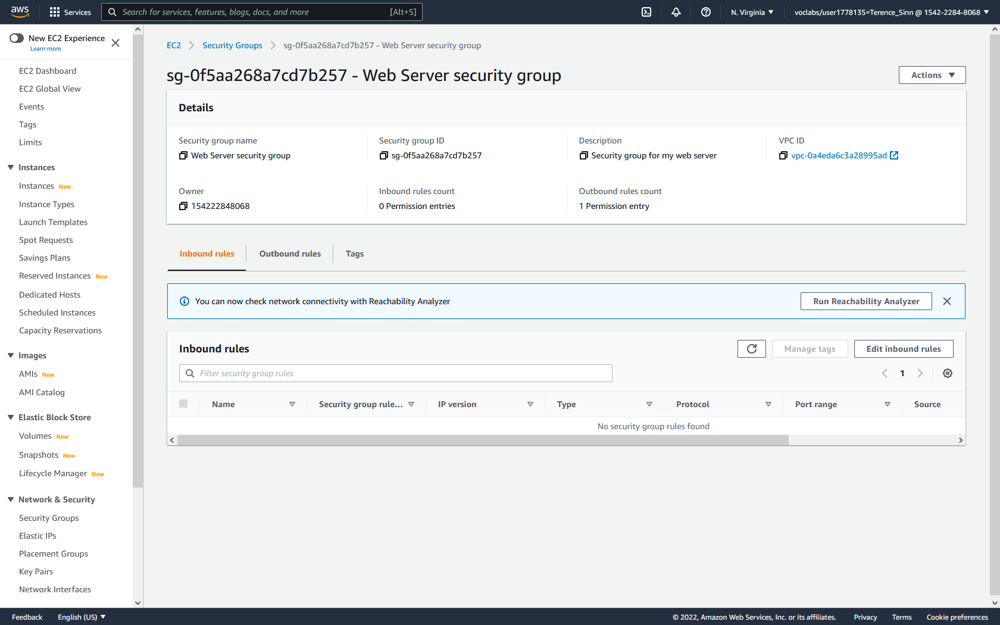 aws Services Search for services, features, blogs, docs, and more [Alt+S] N. Virginia voclabs/user1778135=Terence_Sinn @ 1542-2284-8068
New EC2 Experience
Learn more
EC2 Dashboard
EC2 Global View
Events
Tags
Limits
Instances
Instances New
Instance Types
Launch Templates
Spot Requests
Savings Plans
Reserved Instances New
Dedicated Hosts
Scheduled Instances
Capacity Reservations
Images
AMIs New
AMI Catalog
Elastic Block Store
Volumes New
Snapshots New
Lifecycle Manager New
Network & Security
Security Groups
Elastic IPs
Placement Groups
Key Pairs
Network Interfaces
EC2 Security Groups sg-0f5aa268a7cd7b257 - Web Server security group
sg-0f5aa268a7cd7b257 - Web Server security group Actions
Details
Security group name Security group ID Description VPC ID
Web Server security group sg-0f5aa268a7cd7b257 Security group for my web server vpc-0a4eda6c3a28995ad
Owner Inbound rules count Outbound rules count
154222848068 0 Permission entries 1 Permission entry
Inbound rules Outbound rules Tags
You can now check network connectivity with Reachability Analyzer Run Reachability Analyzer
Inbound rules Manage tags Edit inbound rules
Filter security group rules 1
Name Security group rule... IP version Type Protocol Port range Source
No security group rules found
Feedback English (US) © 2022, Amazon Web Services, Inc. or its affiliates. Privacy Terms Cookie preferences